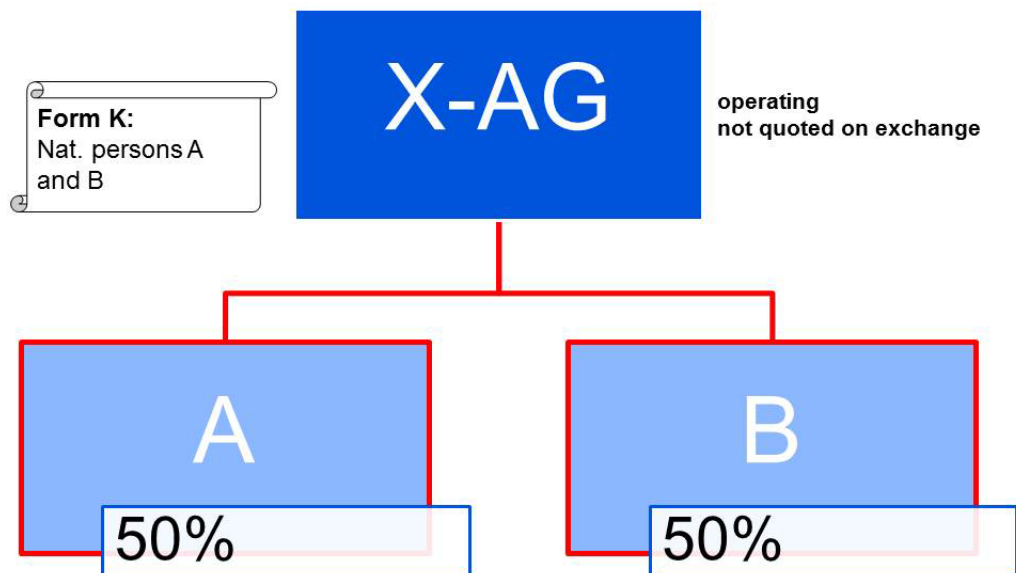 X-AG
Form K:
Nat. persons A
and B
operating
not quoted on exchange
A
B
50%
50%